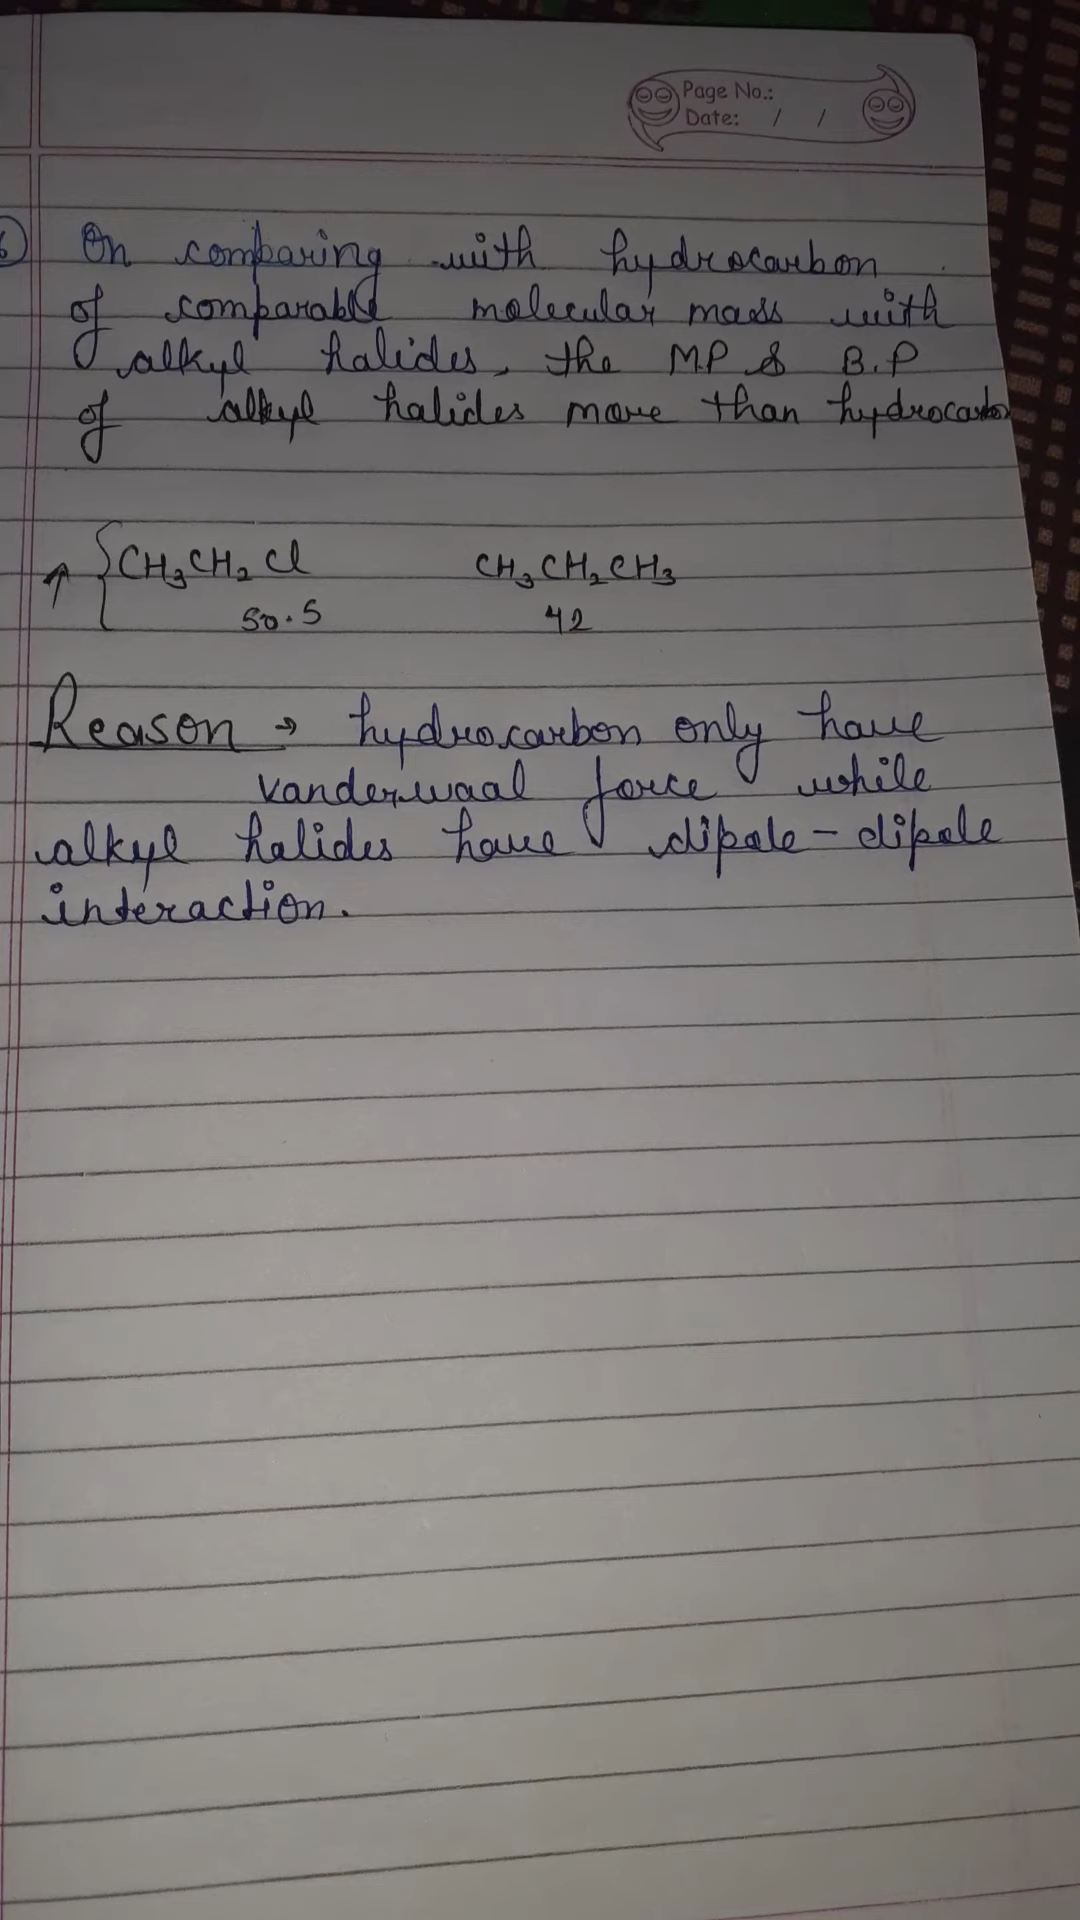 Page No.:
Date: / /
6 On comparing with hydrocarbon
of comparable molecular mass with
alkyl halides, the M.P & B.P
of alkyl halides more than hydrocarbon
↑ { CH₃CH₂Cl CH₃CH₂CH₃
50.5 42
Reason → hydrocarbon only have
vanderwaal force while
alkyl halides have dipole - dipole
interaction.